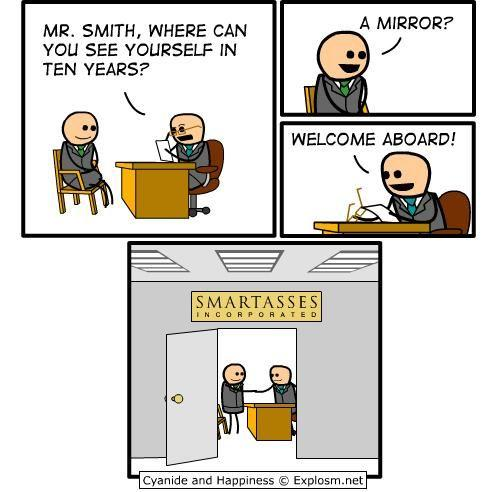 MR. SMITH, WHERE CAN
YOU SEE YOURSELF IN
TEN YEARS?
A MIRROR?
WELCOME ABOARD!
SMARTASSES
INCORPORATED
Cyanide and Happiness © Explosm.net